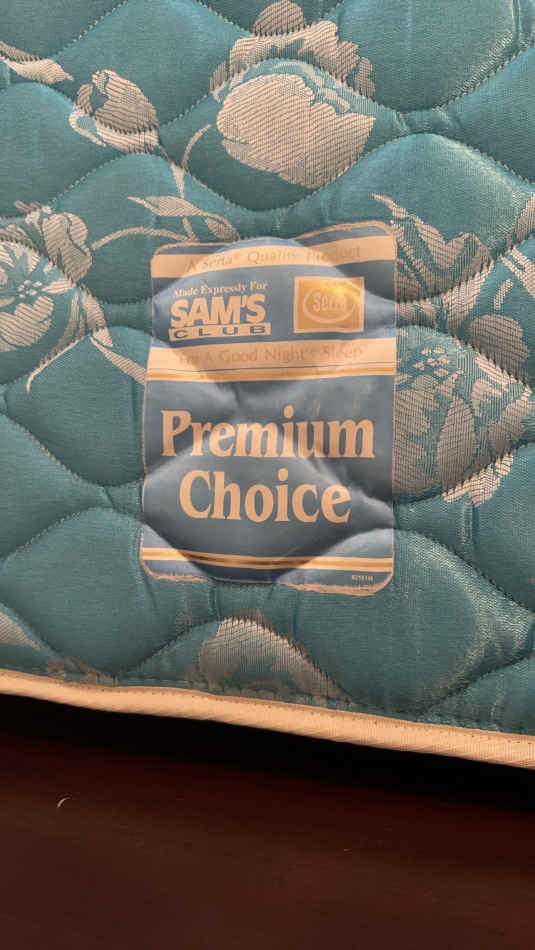 A Serta® Quality Product
Made Expressly For
SAM'S
CLUB
Serta
For A Good Night's Sleep
Premium
Choice